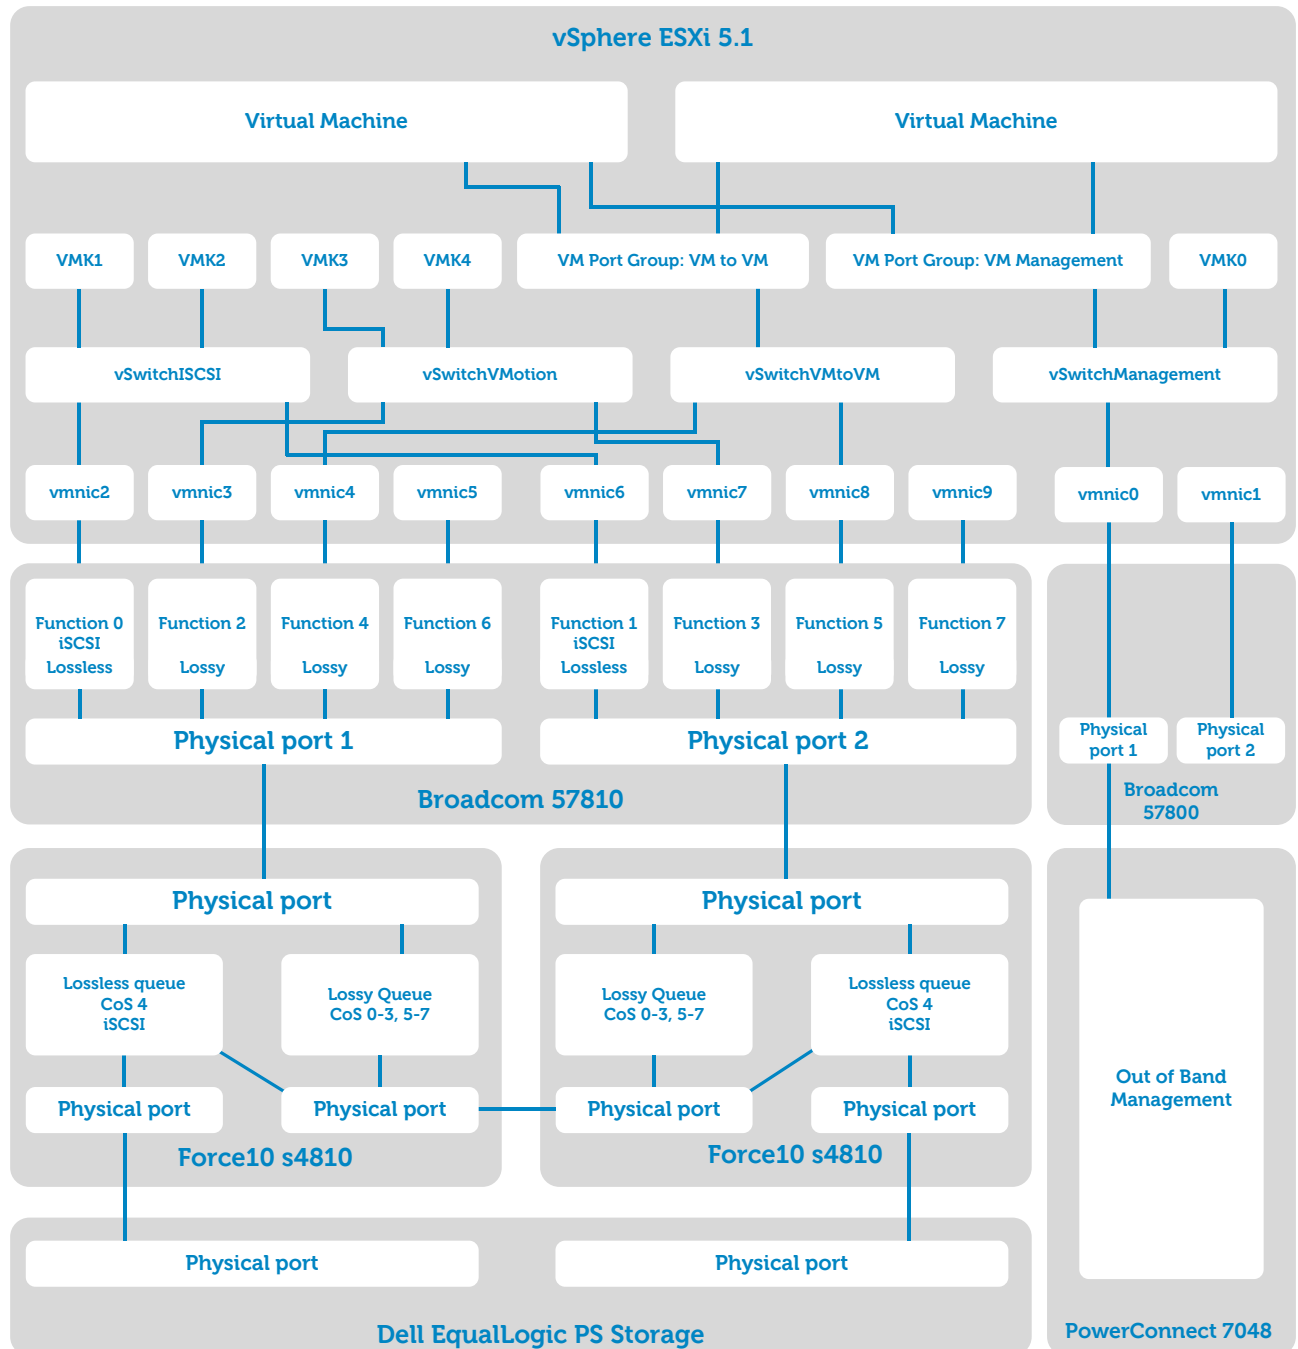 vSphere ESXi 5.1
Virtual Machine
Virtual Machine
VMK1
VMK2
VMK3
VMK4
VM Port Group: VM to VM
VM Port Group: VM Management
VMK0
vSwitchISCSI
vSwitchVMotion
vSwitchVMtoVM
vSwitchManagement
vmnic2
vmnic3
vmnic4
vmnic5
vmnic6
vmnic7
vmnic8
vmnic9
vmnic0
vmnic1
Function 0
iSCSI
Lossless
Function 2
Lossy
Function 4
Lossy
Function 6
Lossy
Function 1
iSCSI
Lossless
Function 3
Lossy
Function 5
Lossy
Function 7
Lossy
Physical port 1
Physical port 2
Broadcom 57810
Physical
port 1
Physical
port 2
Broadcom
57800
Physical port
Lossless queue
CoS 4
iSCSI
Lossy Queue
CoS 0-3, 5-7
Physical port
Physical port
Force10 s4810
Physical port
Lossy Queue
CoS 0-3, 5-7
Lossless queue
CoS 4
iSCSI
Physical port
Physical port
Force10 s4810
Out of Band
Management
PowerConnect 7048
Physical port
Physical port
Dell EqualLogic PS Storage